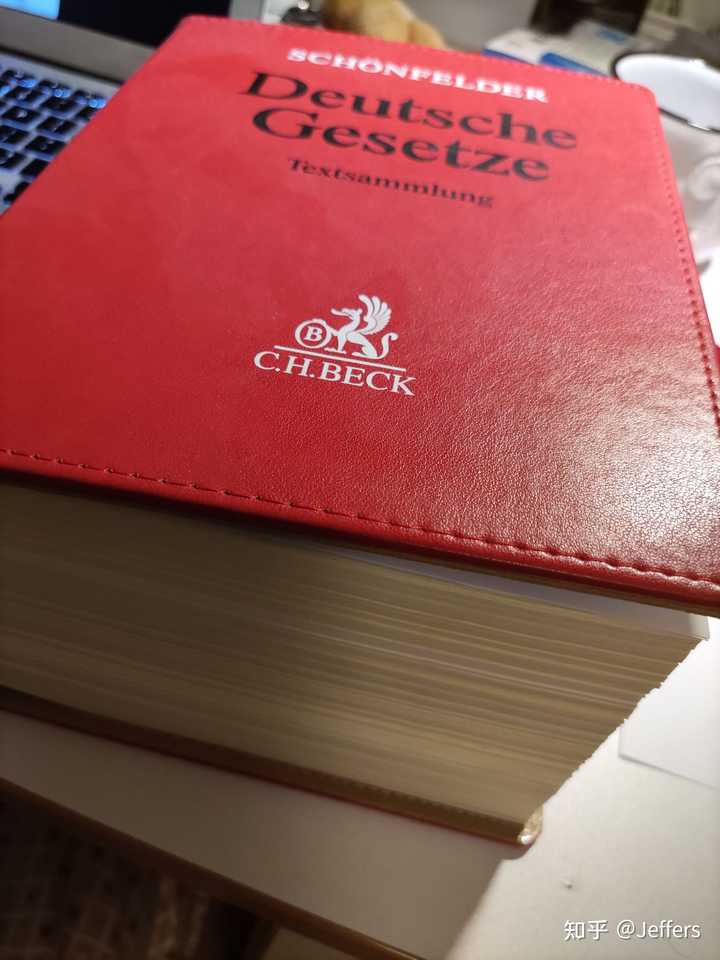 SCHÖNFELDER
Deutsche
Gesetze
Textsammlung
B
C.H.BECK
知乎 @Jeffers